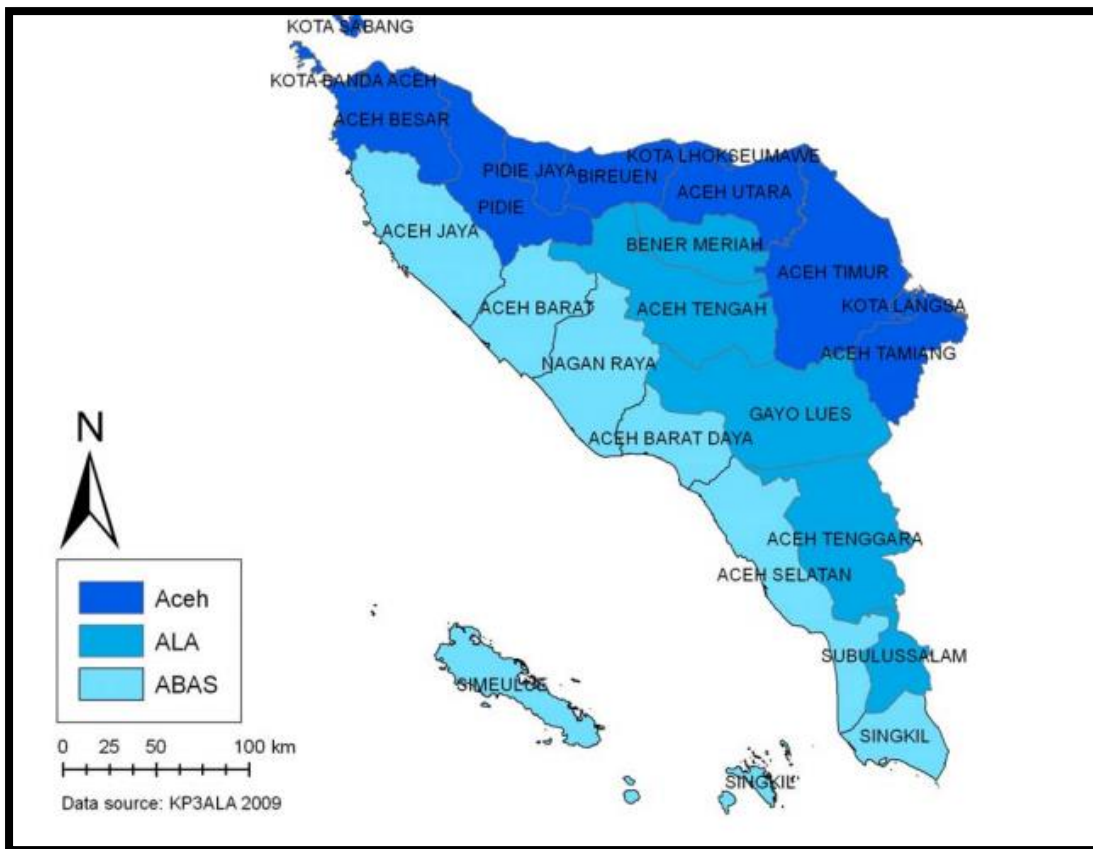 KOTA SABANG
KOTA BANDA ACEH
ACEH BESAR
PIDIE JAYA
BIREUEN
KOTA LHOKSEUMAWE
ACEH UTARA
PIDIE
ACEH JAYA
BENER MERIAH
ACEH TIMUR
ACEH BARAT
ACEH TENGAH
KOTA LANGSA
ACEH TAMIANG
NAGAN RAYA
GAYO LUES
ACEH BARAT DAYA
ACEH TENGGARA
ACEH SELATAN
SUBULUSSALAM
SIMEULUE
SINGKIL
SINGKIL
N
Aceh
ALA
ABAS
0 25 50 100 km
Data source: KP3ALA 2009